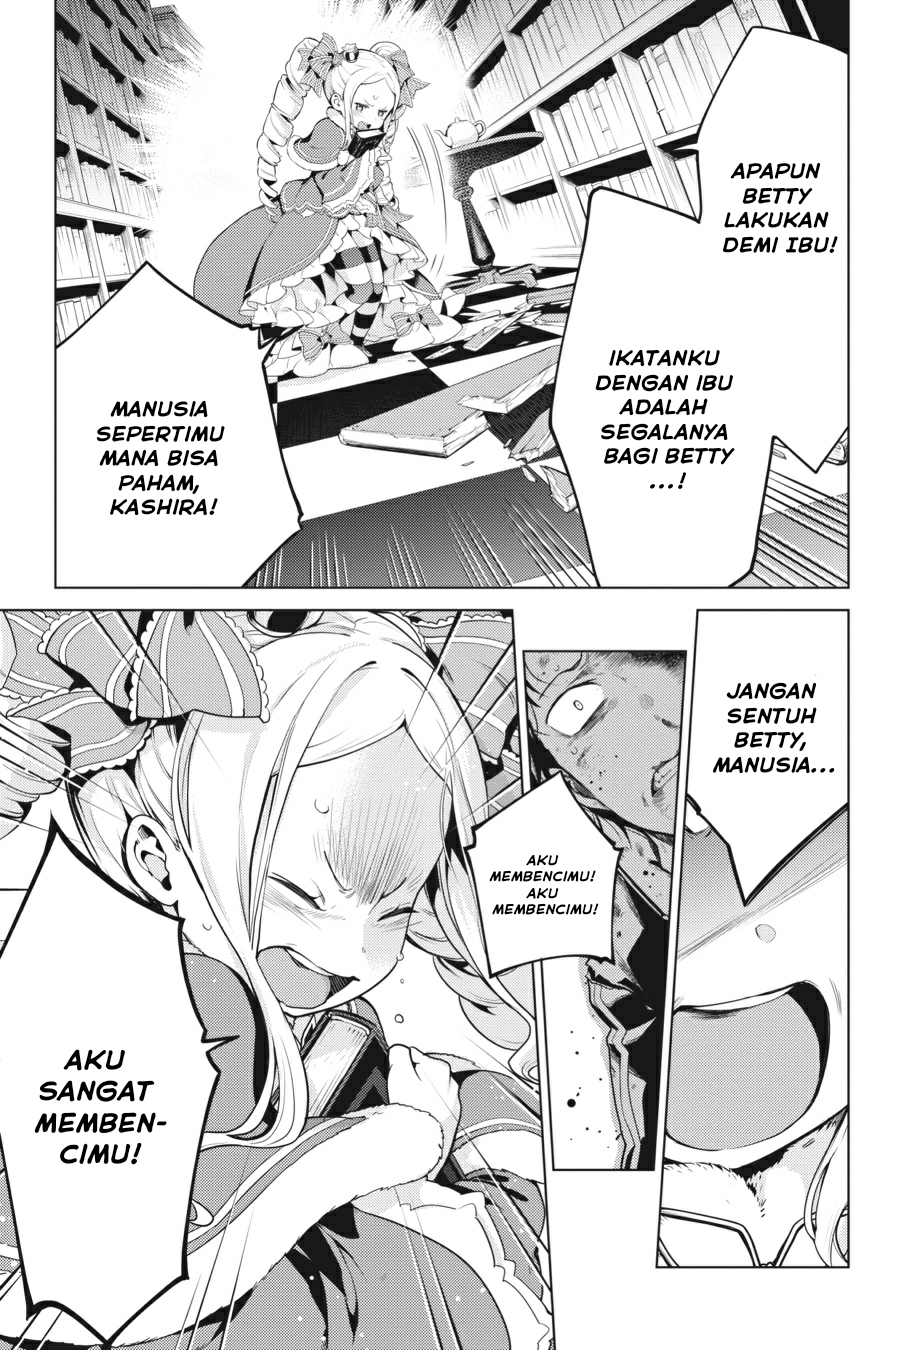 APAPUN
BETTY
LAKUKAN
DEMI IBU!
IKATANKU
DENGAN IBU
ADALAH
SEGALANYA
BAGI BETTY
...!
MANUSIA
SEPERTIMU
MANA BISA
PAHAM,
KASHIRA!
JANGAN
SENTUH
BETTY,
MANUSIA...
AKU
MEMBENCIMU!
AKU
MEMBENCIMU!
AKU
SANGAT
MEMBEN-
CIMU!